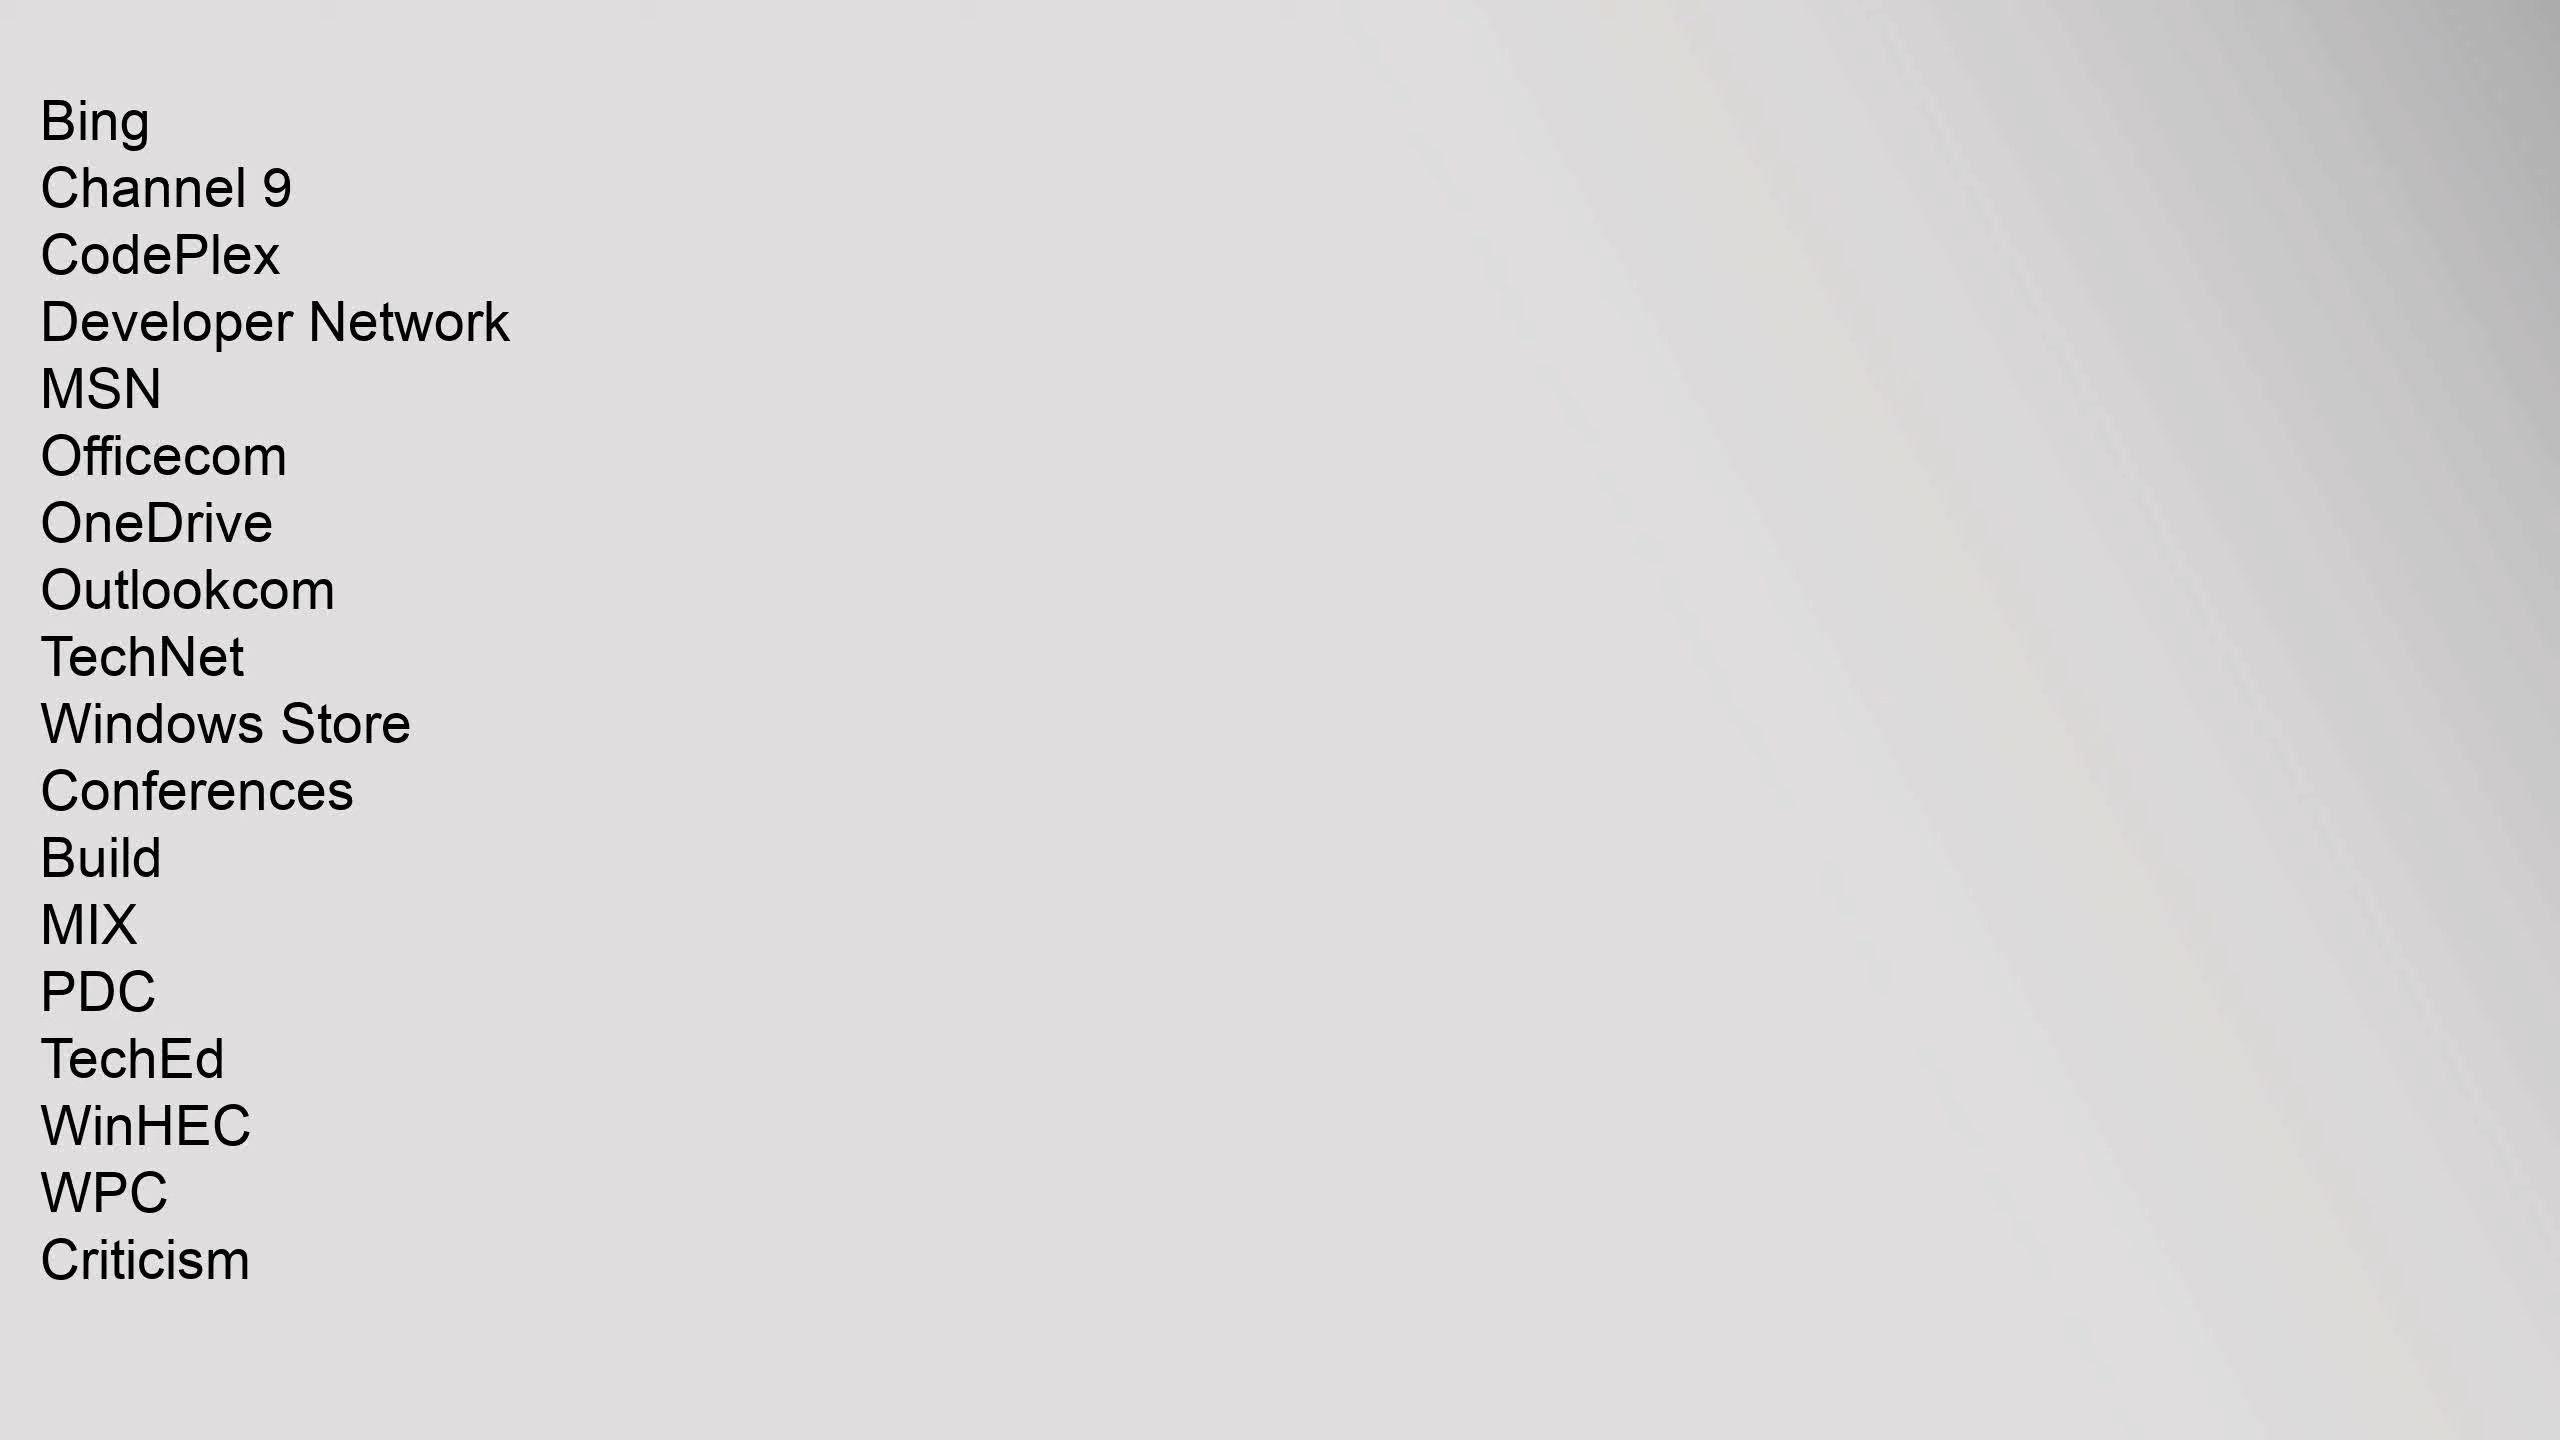 Bing
Channel 9
CodePlex
Developer Network
MSN
Officecom
OneDrive
Outlookcom
TechNet
Windows Store
Conferences
Build
MIX
PDC
TechEd
WinHEC
WPC
Criticism